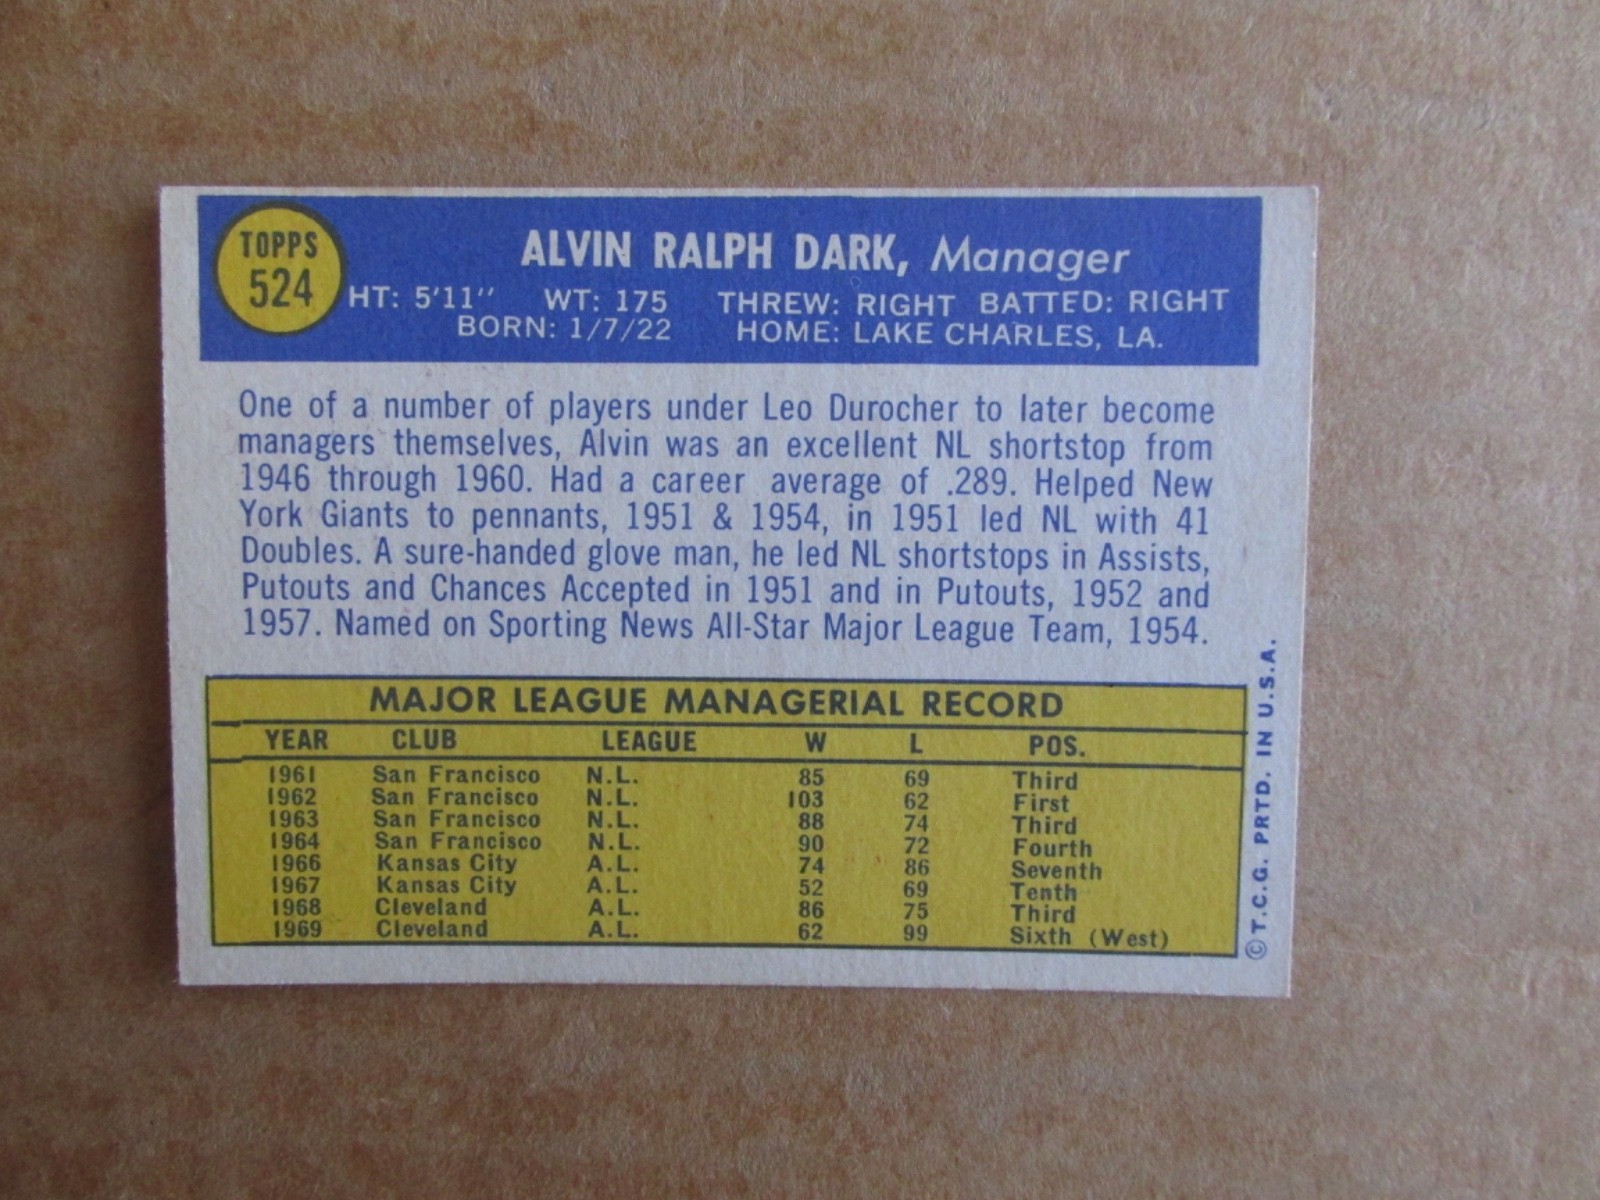 TOPPS
524
ALVIN RALPH DARK, Manager
HT: 5'11" WT: 175 THREW: RIGHT BATTED: RIGHT
BORN: 1/7/22 HOME: LAKE CHARLES, LA.
One of a number of players under Leo Durocher to later become
managers themselves, Alvin was an excellent NL shortstop from
1946 through 1960. Had a career average of .289. Helped New
York Giants to pennants, 1951 & 1954, in 1951 led NL with 41
Doubles. A sure-handed glove man, he led NL shortstops in Assists,
Putouts and Chances Accepted in 1951 and in Putouts, 1952 and
1957. Named on Sporting News All-Star Major League Team, 1954.
MAJOR LEAGUE MANAGERIAL RECORD
YEAR CLUB LEAGUE W L POS.
1961 San Francisco N.L. 85 69 Third
1962 San Francisco N.L. 103 62 First
1963 San Francisco N.L. 88 74 Third
1964 San Francisco N.L. 90 72 Fourth
1966 Kansas City A.L. 74 86 Seventh
1967 Kansas City A.L. 52 69 Tenth
1968 Cleveland A.L. 86 75 Third
1969 Cleveland A.L. 62 99 Sixth (West)
©T.C.G. PRTD. IN U.S.A.